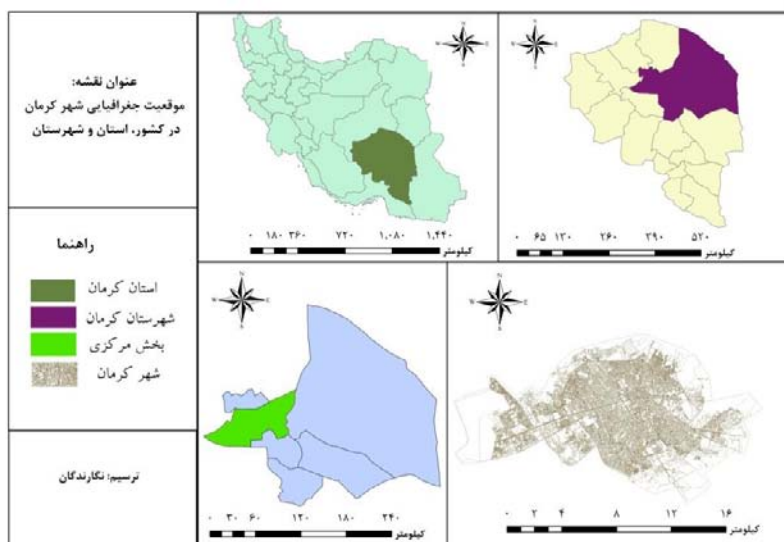 عنوان نقشه:
موقعیت جغرافیایی شهر کرمان
در کشور، استان و شهرستان
راهنما
استان کرمان
شهرستان کرمان
بخش مرکزی
شهر کرمان
ترسیم: نگارندگان
N
W E
S
۰ ۱۸۰ ۳۶۰ ۷۲۰ ۱,۰۸۰ ۱,۴۴۰
کیلومتر
N
W E
S
۰ ۶۵ ۱۳۰ ۲۶۰ ۳۹۰ ۵۲۰
کیلومتر
N
W E
S
۰ ۳۰ ۶۰ ۱۲۰ ۱۸۰ ۲۴۰
کیلومتر
N
W E
S
۰ ۲ ۴ ۸ ۱۲ ۱۶
کیلومتر